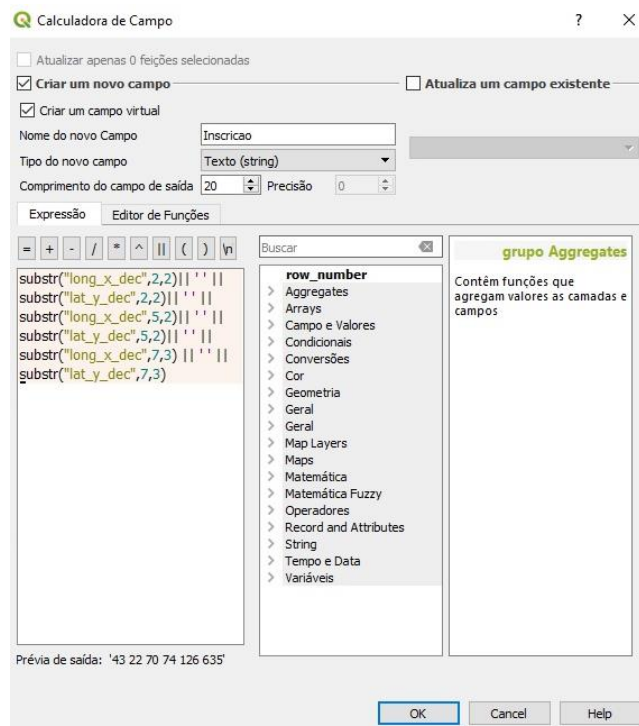 Calculadora de Campo
?
X
Atualizar apenas 0 feições selecionadas
Criar um novo campo
Atualiza um campo existente
Criar um campo virtual
Nome do novo Campo
Inscricao
Tipo do novo campo
Texto (string)
Comprimento do campo de saída
20
Precisão
0
Expressão
Editor de Funções
= + - / * ^ || ( ) \n
Buscar
substr("long_x_dec",2,2)|| ' ' ||
substr("lat_y_dec",2,2)|| ' ' ||
substr("long_x_dec",5,2)|| ' ' ||
substr("lat_y_dec",5,2)|| ' ' ||
substr("long_x_dec",7,3) || ' ' ||
substr("lat_y_dec",7,3)
row_number
Aggregates
Arrays
Campo e Valores
Condicionais
Conversões
Cor
Geometria
Geral
Geral
Map Layers
Maps
Matemática
Matemática Fuzzy
Operadores
Record and Attributes
String
Tempo e Data
Variáveis
grupo Aggregates
Contêm funções que
agregam valores as camadas e
campos
Prévia de saída: '43 22 70 74 126 635'
OK
Cancel
Help